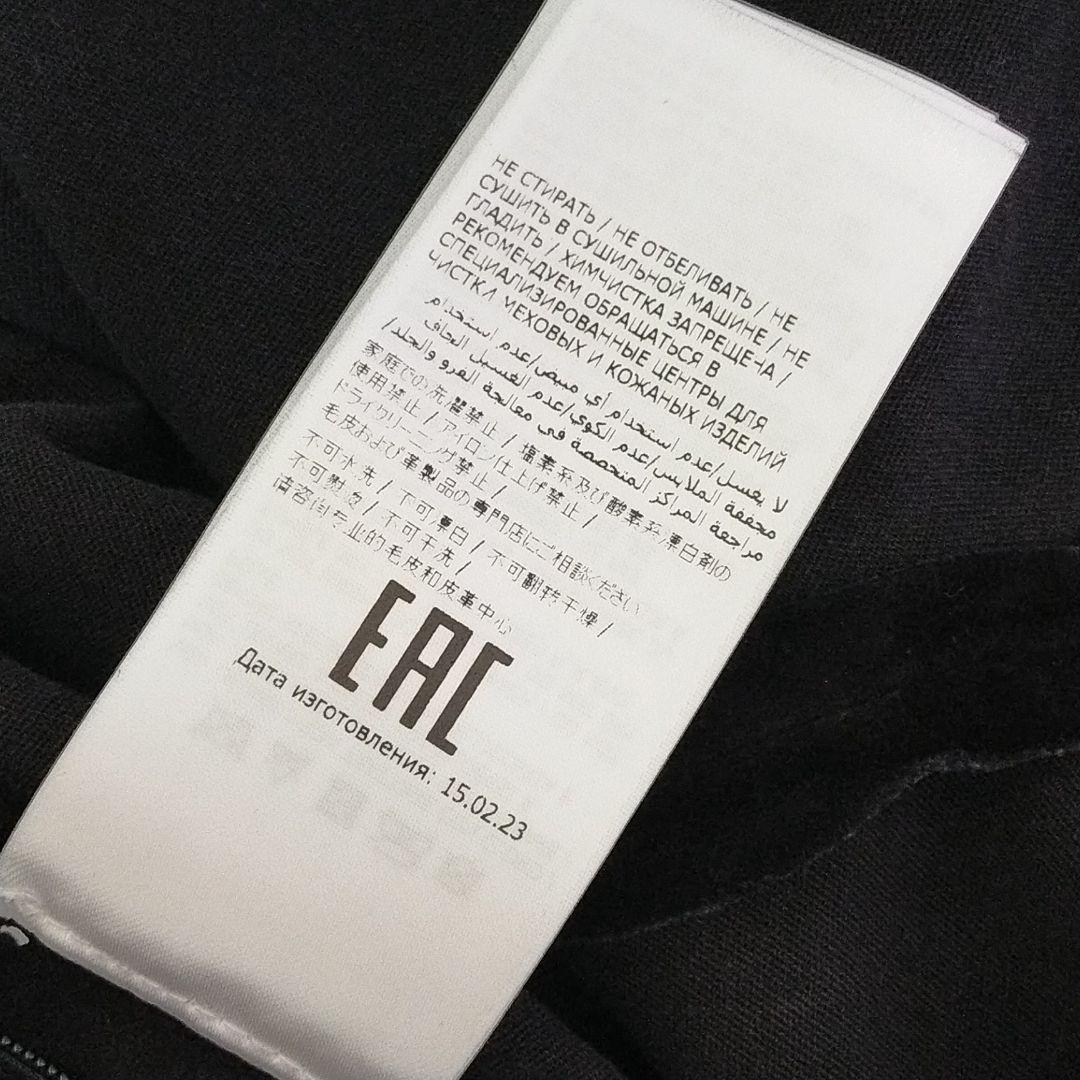 НЕ СТИРАТЬ / НЕ ОТБЕЛИВАТЬ / НЕ
СУШИТЬ В СУШИЛЬНОЙ МАШИНЕ / НЕ
ГЛАДИТЬ / ХИМЧИСТКА ЗАПРЕЩЕНА /
РЕКОМЕНДУЕМ ОБРАЩАТЬСЯ В
СПЕЦИАЛИЗИРОВАННЫЕ ЦЕНТРЫ ДЛЯ
ЧИСТКИ МЕХОВЫХ И КОЖАНЫХ ИЗДЕЛИЙ
لا يغسل/عدم استخدام أي مبيض/عدم استخدام
مجففة الملابس/عدم الكوي/عدم الغسيل الجاف
مراجعة المراكز المتخصصة في معالجة الفرو والجلد/
家庭での洗濯禁止 / 塩素系及び酸素系漂白剤の
使用禁止 / アイロン仕上げ禁止 /
ドライクリーニング禁止 /
毛皮および革製品の専門店にご相談ください
不可水洗 / 不可漂白 / 不可翻转干燥 /
不可熨烫 / 不可干洗 /
请咨询专业的毛皮和皮革中心
EAC
Дата изготовления: 15.02.23